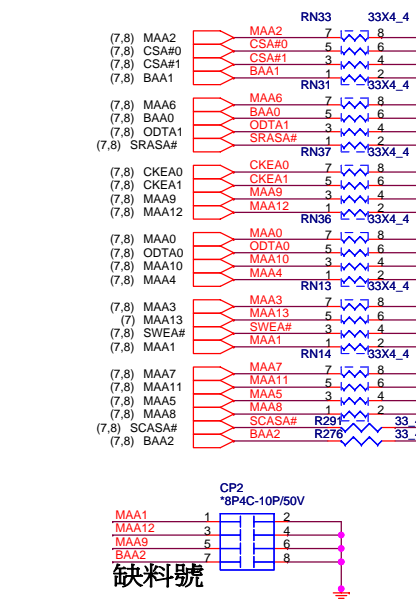 RN33 33X4_4
(7,8) MAA2 MAA2 7 8
(7,8) CSA#0 CSA#0 5 6
(7,8) CSA#1 CSA#1 3 4
(7,8) BAA1 BAA1 1 2
RN31 33X4_4
(7,8) MAA6 MAA6 7 8
(7,8) BAA0 BAA0 5 6
(7,8) ODTA1 ODTA1 3 4
(7,8) SRASA# SRASA# 1 2
RN37 33X4_4
(7,8) CKEA0 CKEA0 7 8
(7,8) CKEA1 CKEA1 5 6
(7,8) MAA9 MAA9 3 4
(7,8) MAA12 MAA12 1 2
RN36 33X4_4
(7,8) MAA0 MAA0 7 8
(7,8) ODTA0 ODTA0 5 6
(7,8) MAA10 MAA10 3 4
(7,8) MAA4 MAA4 1 2
RN13 33X4_4
(7,8) MAA3 MAA3 7 8
(7) MAA13 MAA13 5 6
(7,8) SWEA# SWEA# 3 4
(7,8) MAA1 MAA1 1 2
RN14 33X4_4
(7,8) MAA7 MAA7 7 8
(7,8) MAA11 MAA11 5 6
(7,8) MAA5 MAA5 3 4
(7,8) MAA8 MAA8 1 2
(7,8) SCASA# SCASA# R291 33_
(7,8) BAA2 BAA2 R276 33_
CP2
*8P4C-10P/50V
MAA1 1 2
MAA12 3 4
MAA9 5 6
BAA2 7 8
缺料號